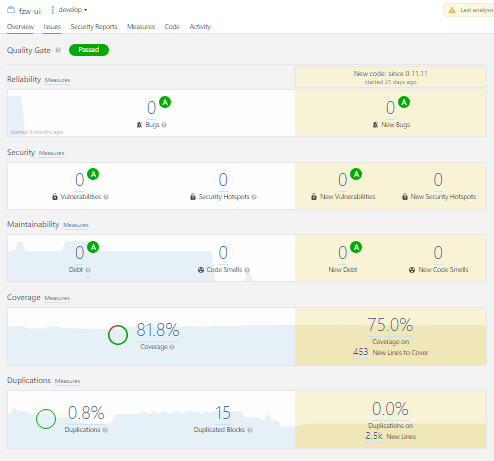 fzw-ui develop
Last analysis
Overview Issues Security Reports Measures Code Activity
Quality Gate Passed
Reliability Measures
New code: since 0.11.11
started 21 days ago
0 A
Bugs
started 9 months ago
0 A
New Bugs
Security Measures
0 A
Vulnerabilities
0
Security Hotspots
0 A
New Vulnerabilities
0
New Security Hotspots
Maintainability Measures
0 A
Debt
0
Code Smells
0 A
New Debt
0
New Code Smells
Coverage Measures
81.8%
Coverage
75.0%
Coverage on
453 New Lines to Cover
Duplications Measures
0.8%
Duplications
15
Duplicated Blocks
0.0%
Duplications on
2.5k New Lines